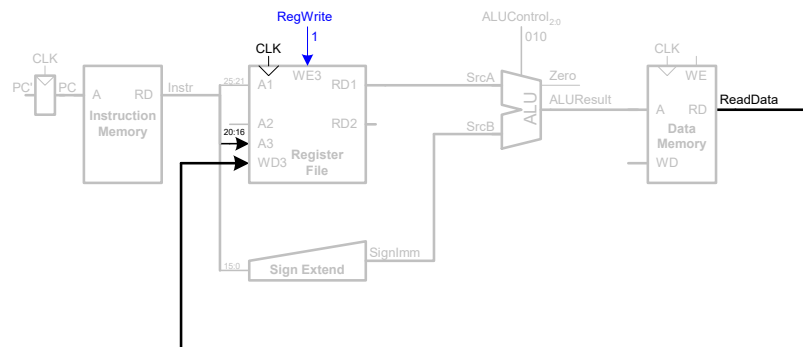 RegWrite
1
ALUControl2:0
010
CLK
CLK
CLK
PC'
PC
A
RD
Instr
Instruction
Memory
25:21
A1
WE3
RD1
A2
RD2
20:16
A3
WD3
Register
File
SrcA
SrcB
ALU
Zero
ALUResult
WE
A
RD
Data
Memory
WD
ReadData
15:0
Sign Extend
SignImm